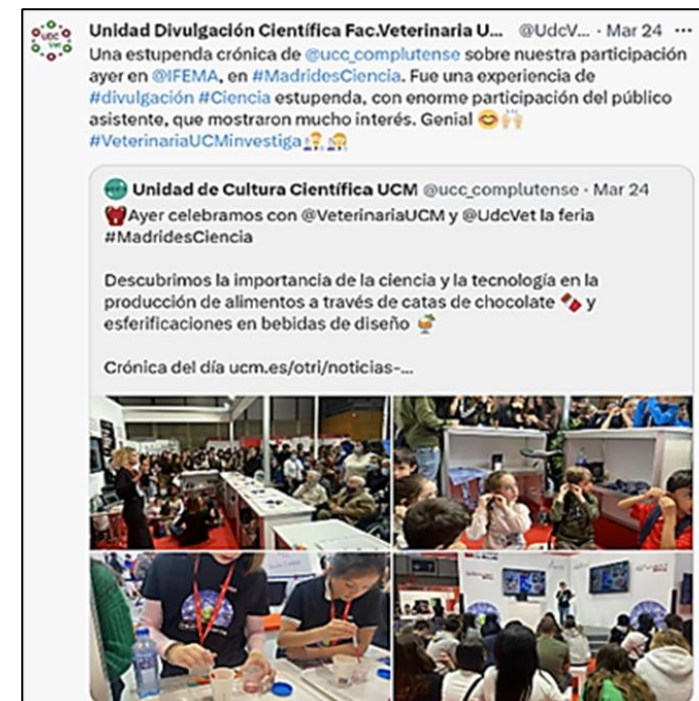 Unidad Divulgación Científica Fac.Veterinaria U... @UdcV... · Mar 24 ···
Una estupenda crónica de @ucc_complutense sobre nuestra participación
ayer en @IFEMA, en #MadridesCiencia. Fue una experiencia de
#divulgación #Ciencia estupenda, con enorme participación del público
asistente, que mostraron mucho interés. Genial 😊🙌🏻
#VeterinariaUCMinvestiga
Unidad de Cultura Científica UCM @ucc_complutense · Mar 24
Ayer celebramos con @VeterinariaUCM y @UdcVet la feria
#MadridesCiencia
Descubrimos la importancia de la ciencia y la tecnología en la
producción de alimentos a través de catas de chocolate 🍫 y
esferificaciones en bebidas de diseño 🍹
Crónica del día ucm.es/otri/noticias-...